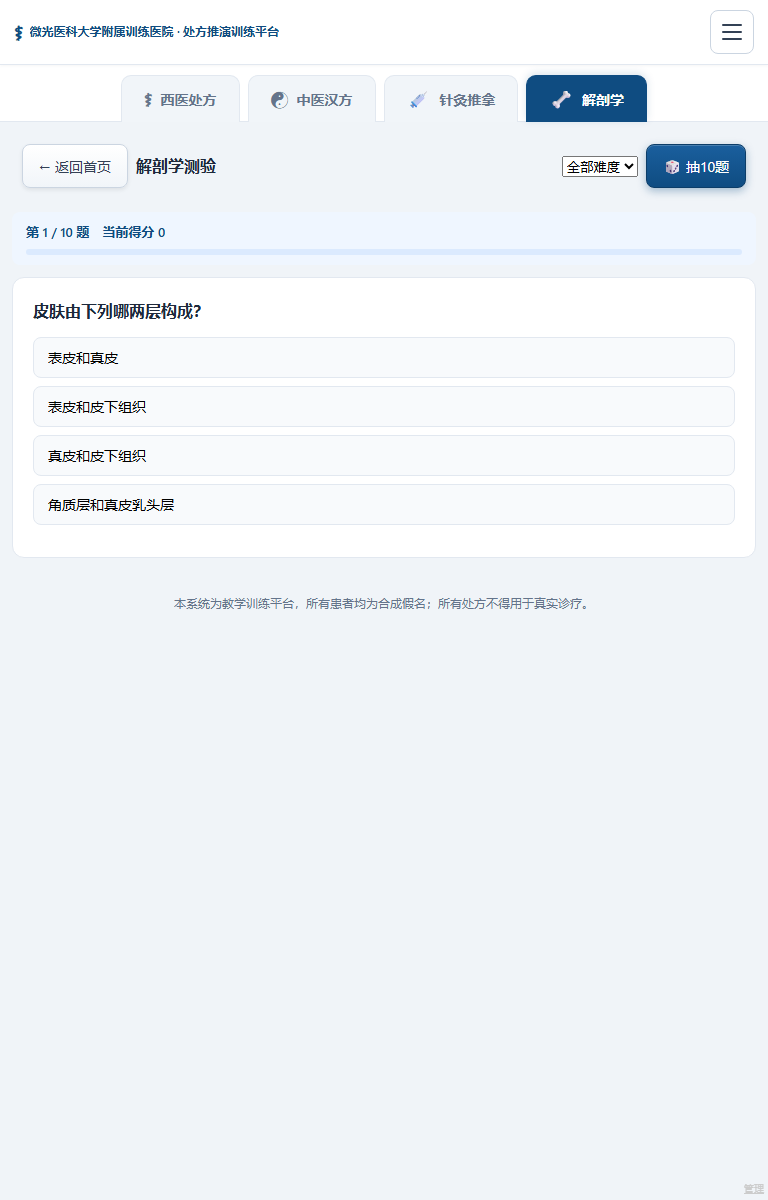 微光医科大学附属训练医院 · 处方推演训练平台
西医处方 中医汉方 针灸推拿 解剖学
← 返回首页 解剖学测验 全部难度 抽10题
第 1 / 10 题 当前得分 0
皮肤由下列哪两层构成？
表皮和真皮
表皮和皮下组织
真皮和皮下组织
角质层和真皮乳头层
本系统为教学训练平台，所有患者均为合成假名；所有处方不得用于真实诊疗。
管理